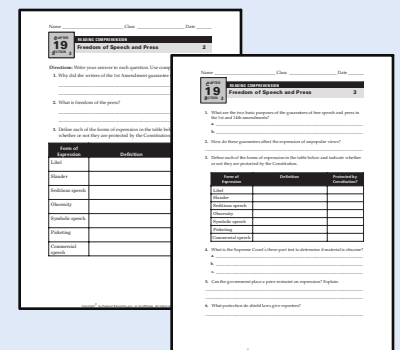 Name Class Date
CHAPTER
19
SECTION 2
READING COMPREHENSION
Freedom of Speech and Press 2
Directions: Write your answer to each question. Use
1. Why did the writers of the 1st Amendment guarantee
2. What is freedom of the press?
3. Define each of the forms of expression in the table
whether or not they are protected by the Constitution.
Form of
Expression
Definition
Libel
Slander
Seditious speech
Obscenity
Symbolic speech
Picketing
Commercial
speech
Name Class Date
CHAPTER
19
SECTION 3
READING COMPREHENSION
Freedom of Speech and Press 3
1. What are the two basic purposes of the guarantees of free speech and press in
the 1st and 14th amendments?
a.
b.
2. How do these guarantees affect the expression of unpopular views?
3. Define each of the forms of expression in the table below and indicate whether
or not they are protected by the Constitution.
Form of
Expression
Definition
Protected by
Constitution?
Libel
Slander
Seditious speech
Obscenity
Symbolic speech
Picketing
Commercial speech
4. What is the Supreme Court's three-part test to determine if material is obscene?
a.
b.
c.
5. Can the government place a prior restraint on expression? Explain.
6. What protection do shield laws give reporters?